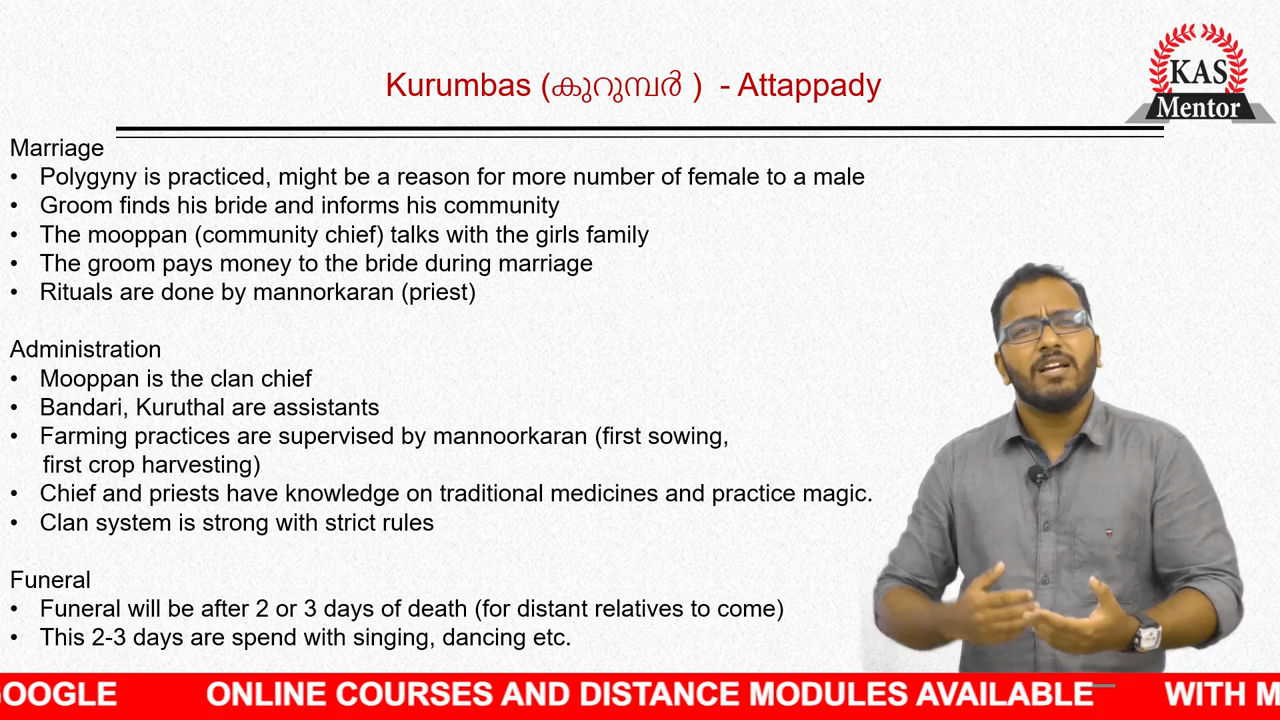 KAS
Mentor
Kurumbas (കുറുമ്പർ ) - Attappady
Marriage
• Polygyny is practiced, might be a reason for more number of female to a male
• Groom finds his bride and informs his community
• The mooppan (community chief) talks with the girls family
• The groom pays money to the bride during marriage
• Rituals are done by mannorkaran (priest)
Administration
• Mooppan is the clan chief
• Bandari, Kuruthal are assistants
• Farming practices are supervised by mannoorkaran (first sowing,
first crop harvesting)
• Chief and priests have knowledge on traditional medicines and practice magic.
• Clan system is strong with strict rules
Funeral
• Funeral will be after 2 or 3 days of death (for distant relatives to come)
• This 2-3 days are spend with singing, dancing etc.
GOOGLE ONLINE COURSES AND DISTANCE MODULES AVAILABLE WITH M